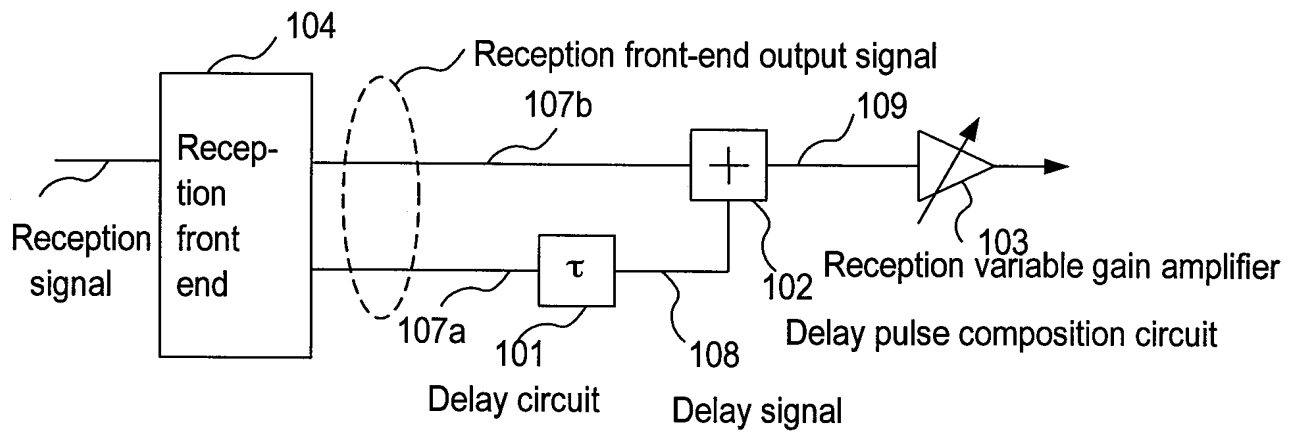 104
Reception front-end output signal
107b
109
Recep-
tion
front
end
+
Reception
signal
τ
103
Reception variable gain amplifier
102
107a
101
108
Delay pulse composition circuit
Delay circuit
Delay signal